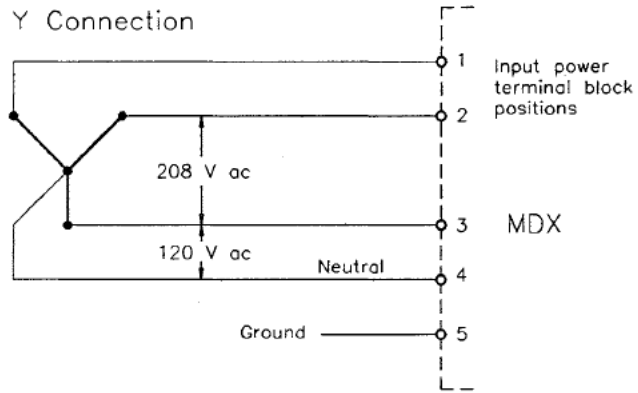 Y Connection
1
Input power
terminal block
positions
2
208 V ac
3
MDX
120 V ac
Neutral
4
Ground
5